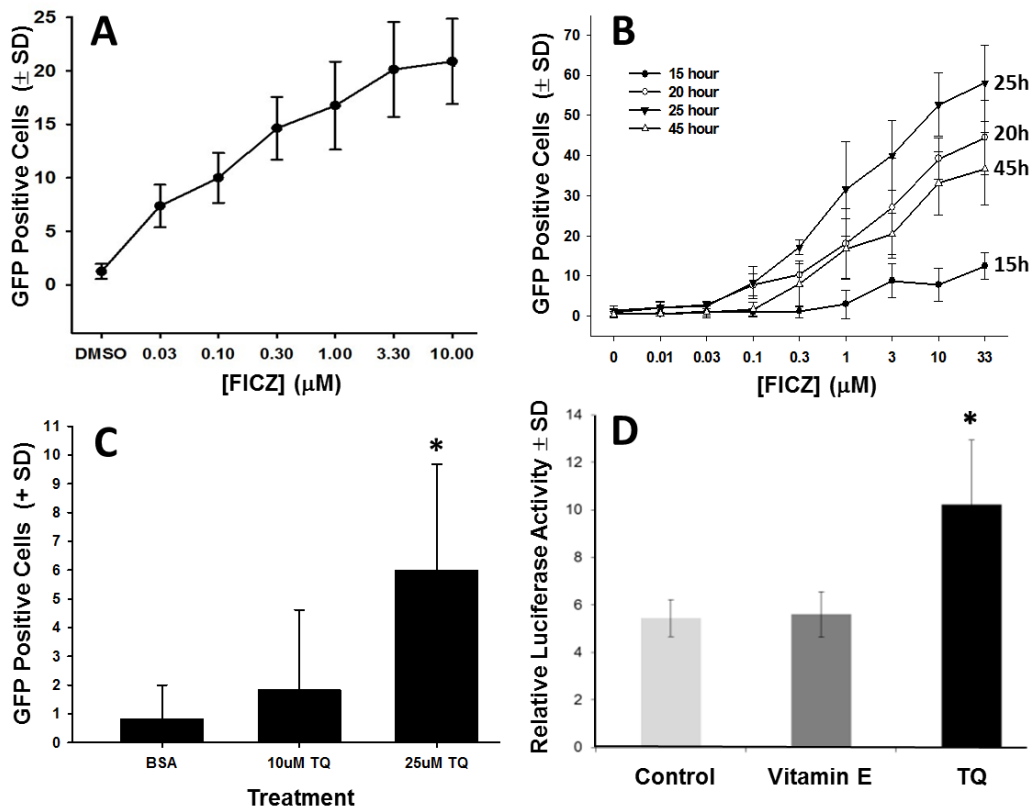 A
GFP Positive Cells (± SD)
25
20
15
10
5
0
DMSO 0.03 0.10 0.30 1.00 3.30 10.00
[FICZ] (μM)
B
GFP Positive Cells (± SD)
70
60
50
40
30
20
10
0
15 hour
20 hour
25 hour
45 hour
25h
20h
45h
15h
0 0.01 0.03 0.1 0.3 1 3 10 33
[FICZ] (μM)
C
GFP Positive Cells (+ SD)
11
10
9
8
7
6
5
4
3
2
1
0
*
BSA 10uM TQ 25uM TQ
Treatment
D
Relative Luciferase Activity ± SD
14
12
10
8
6
4
2
0
*
Control Vitamin E TQ